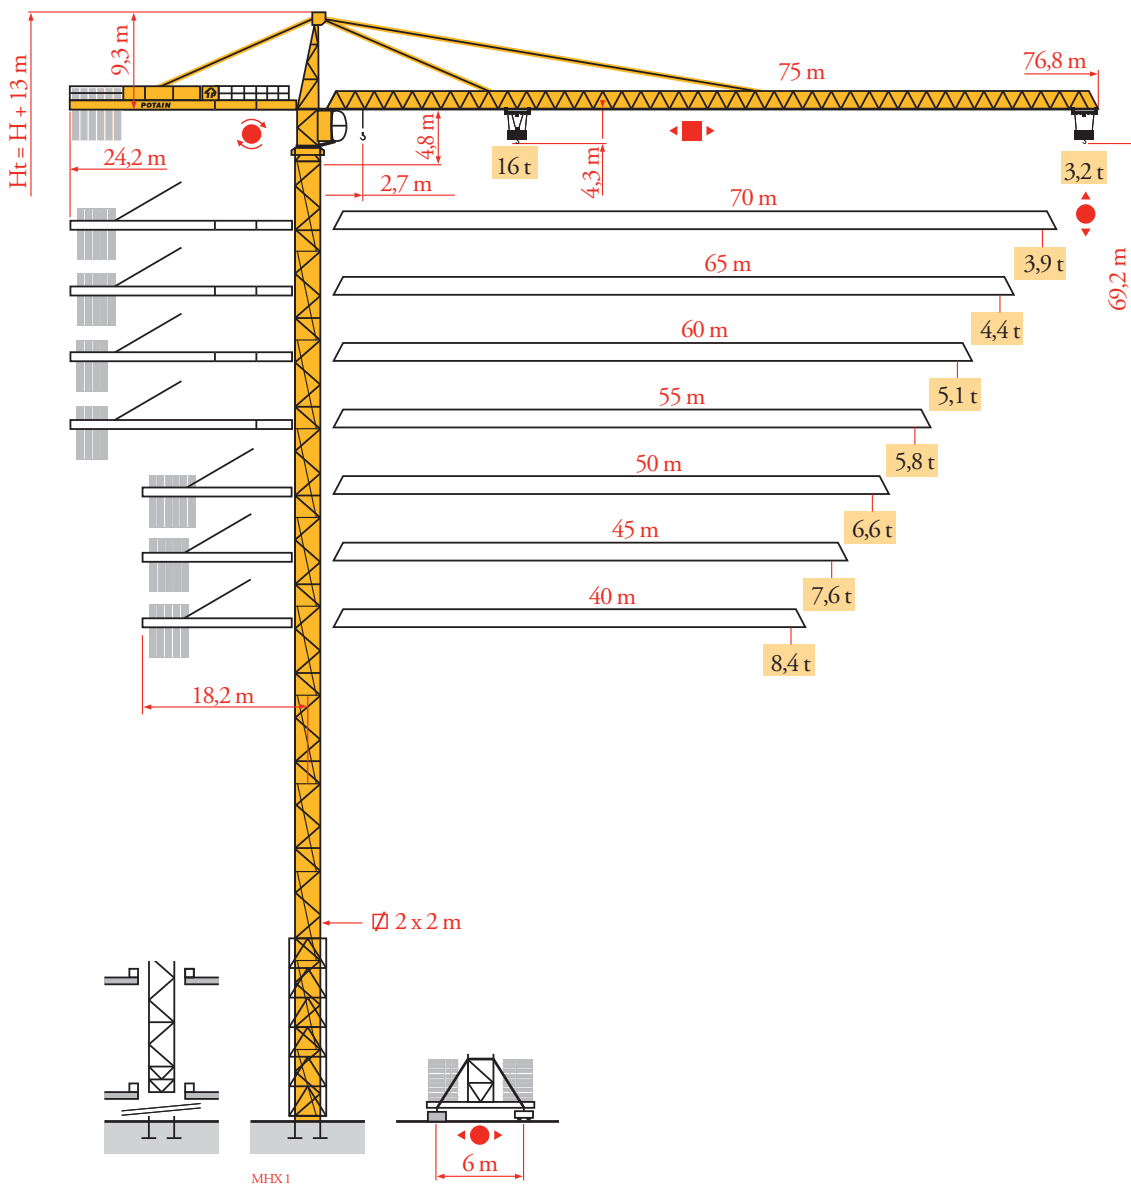 Ht = H + 13 m
9,3 m
75 m
76,8 m
POTAIN
24,2 m
4,8 m
2,7 m
16 t
4,3 m
3,2 t
70 m
3,9 t
69,2 m
65 m
4,4 t
60 m
5,1 t
55 m
5,8 t
50 m
6,6 t
45 m
7,6 t
40 m
8,4 t
18,2 m
2 x 2 m
6 m
MHX 1